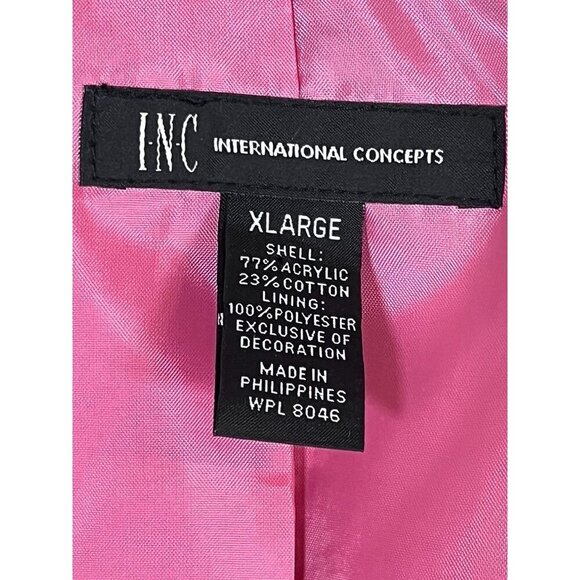 I·N·C INTERNATIONAL CONCEPTS
XLARGE
SHELL:
77%ACRYLIC
23%COTTON
LINING:
100%POLYESTER
EXCLUSIVE OF
DECORATION
MADE IN
PHILIPPINES
WPL 8046